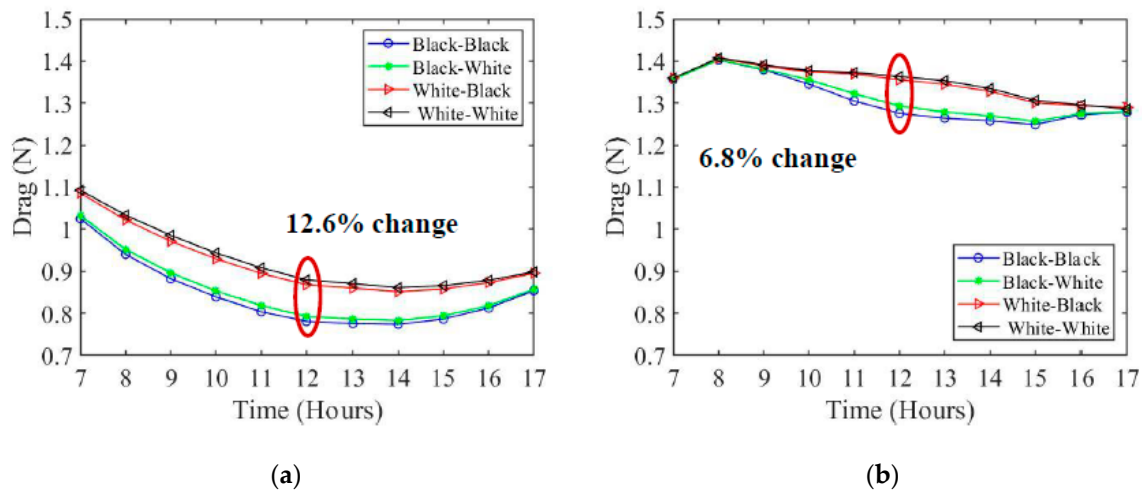 1.5
1.4
1.3
1.2
1.1
1
0.9
0.8
0.7
Drag (N)
7 8 9 10 11 12 13 14 15 16 17
Time (Hours)
Black-Black
Black-White
White-Black
White-White
12.6% change
(a)
1.5
1.4
1.3
1.2
1.1
1
0.9
0.8
0.7
Drag (N)
7 8 9 10 11 12 13 14 15 16 17
Time (Hours)
6.8% change
Black-Black
Black-White
White-Black
White-White
(b)